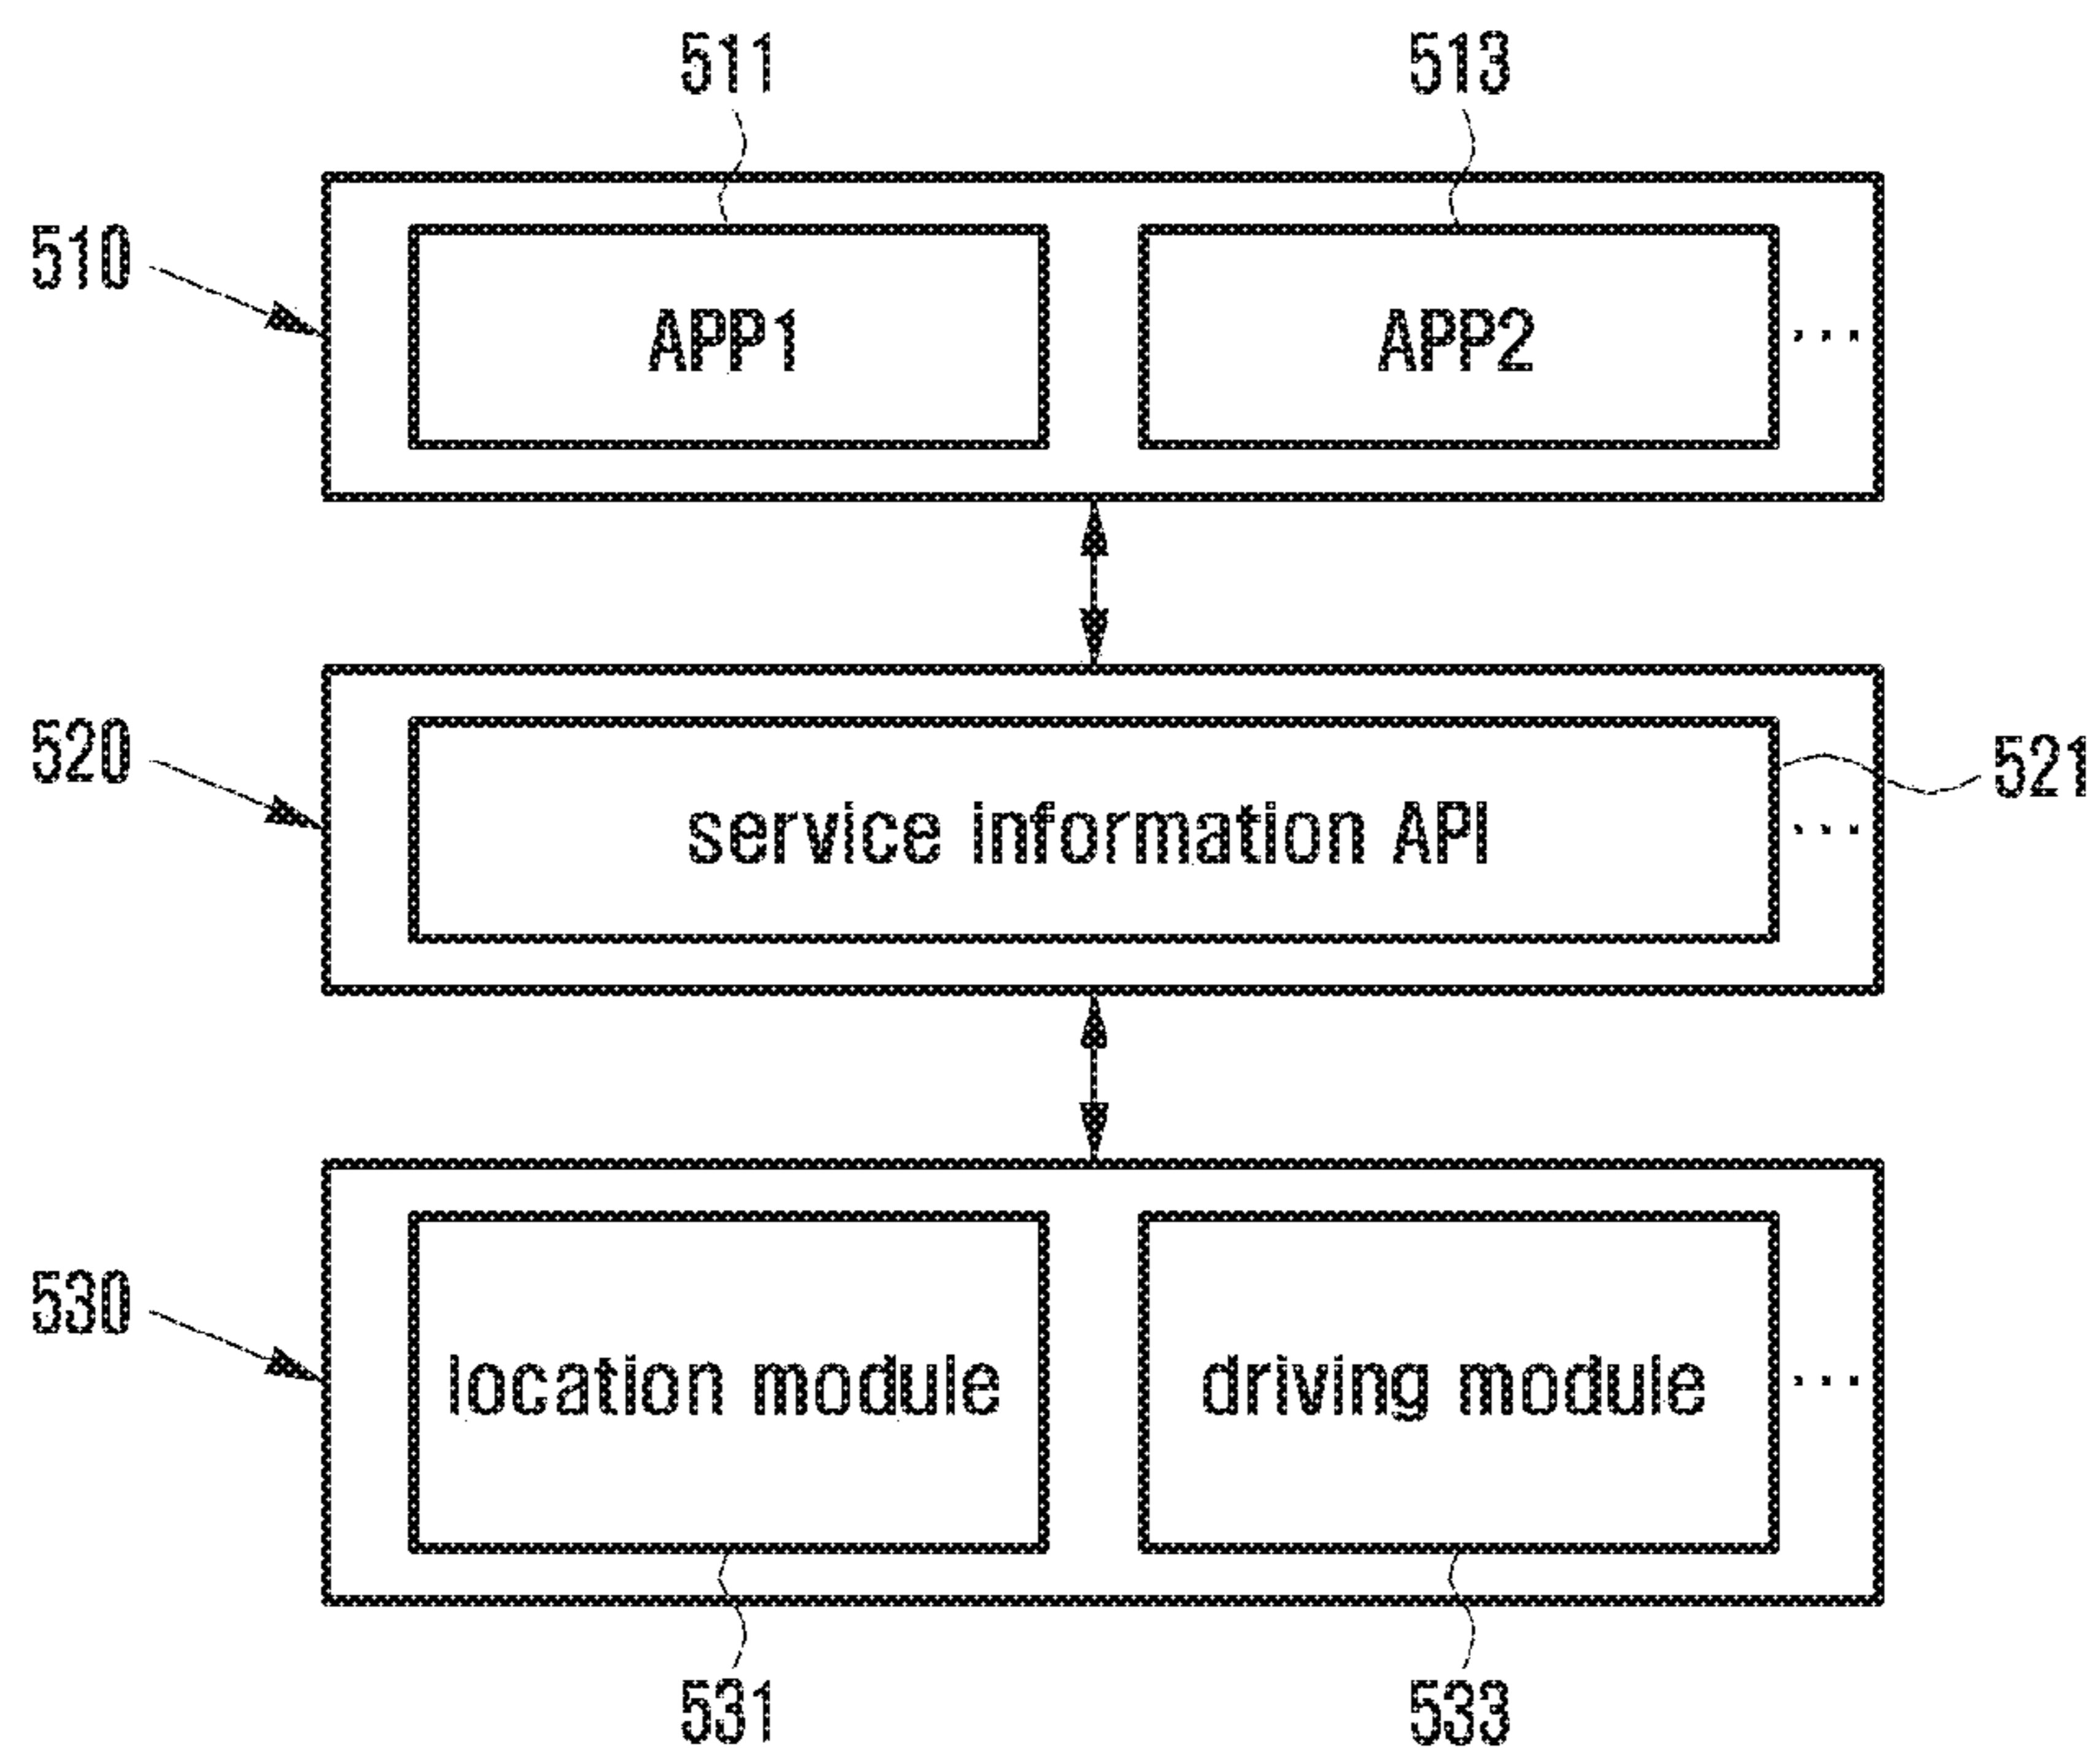 511 513
510
APP1 APP2 ...
520
521
service information API ...
530
location module driving module ...
531 533